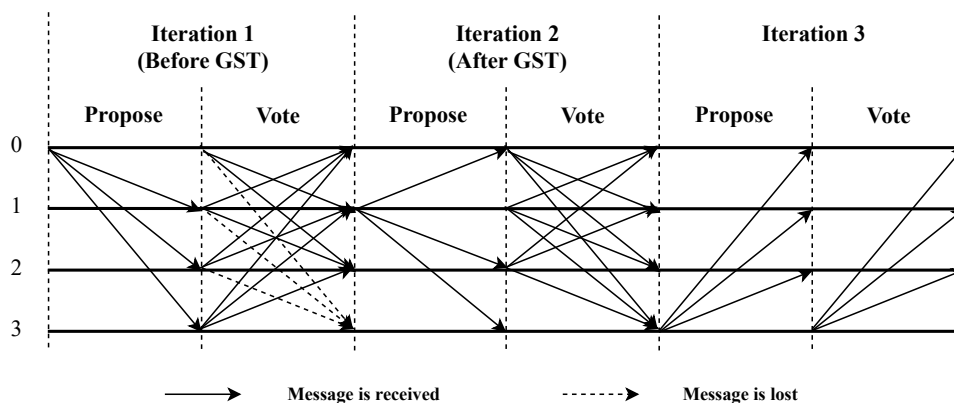 Iteration 1
(Before GST)
Iteration 2
(After GST)
Iteration 3
Propose
Vote
Propose
Vote
Propose
Vote
0
1
2
3
Message is received
Message is lost